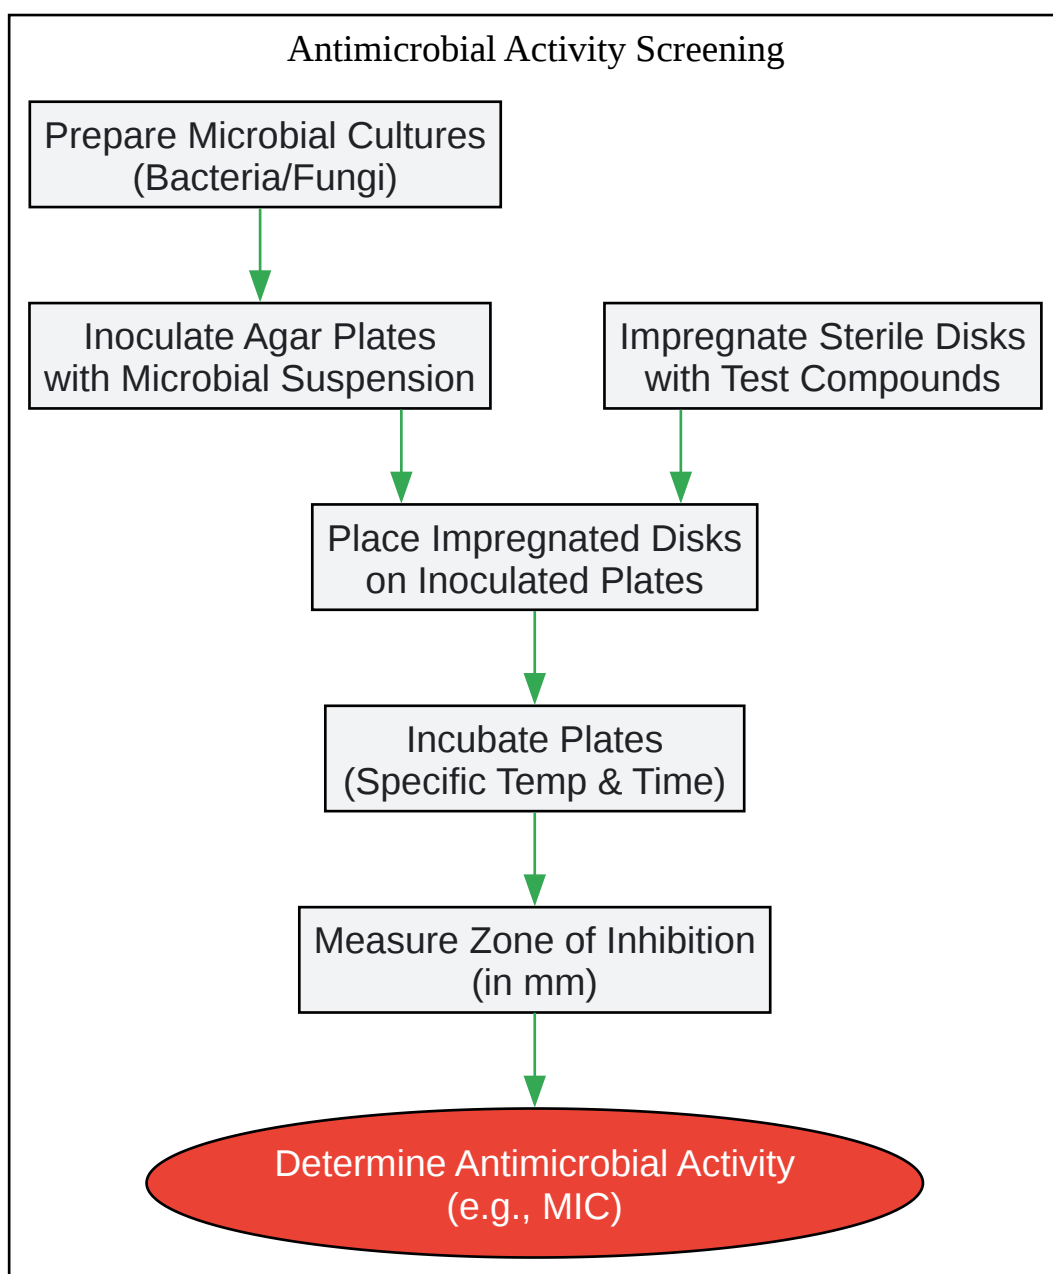 Antimicrobial Activity Screening
Prepare Microbial Cultures
(Bacteria/Fungi)
Inoculate Agar Plates
with Microbial Suspension
Impregnate Sterile Disks
with Test Compounds
Place Impregnated Disks
on Inoculated Plates
Incubate Plates
(Specific Temp & Time)
Measure Zone of Inhibition
(in mm)
Determine Antimicrobial Activity
(e.g., MIC)